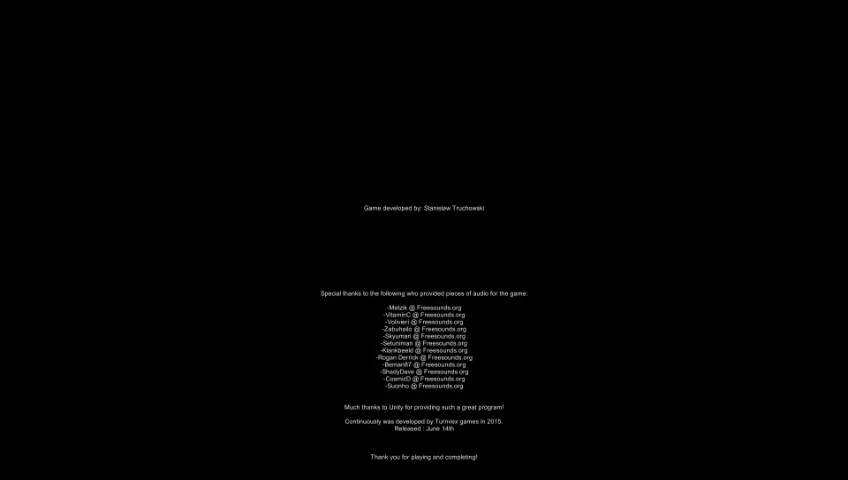 Game developed by: Stanislaw Truchowski
Special thanks to the following who provided pieces of audio for the game:
-Metzik @ Freesounds.org
-VitaminC @ Freesounds.org
-Volivieri @ Freesounds.org
-Zabuhailo @ Freesounds.org
-Skyumari @ Freesounds.org
-Setuniman @ Freesounds.org
-Klankbeeld @ Freesounds.org
-Rogan Derrick @ Freesounds.org
-Beman87 @ Freesounds.org
-ShadyDave @ Freesounds.org
-CosmicD @ Freesounds.org
-Suonho @ Freesounds.org
Much thanks to Unity for providing such a great program!
Continuously was developed by Turnvex games in 2015.
Released : June 14th
Thank you for playing and completing!